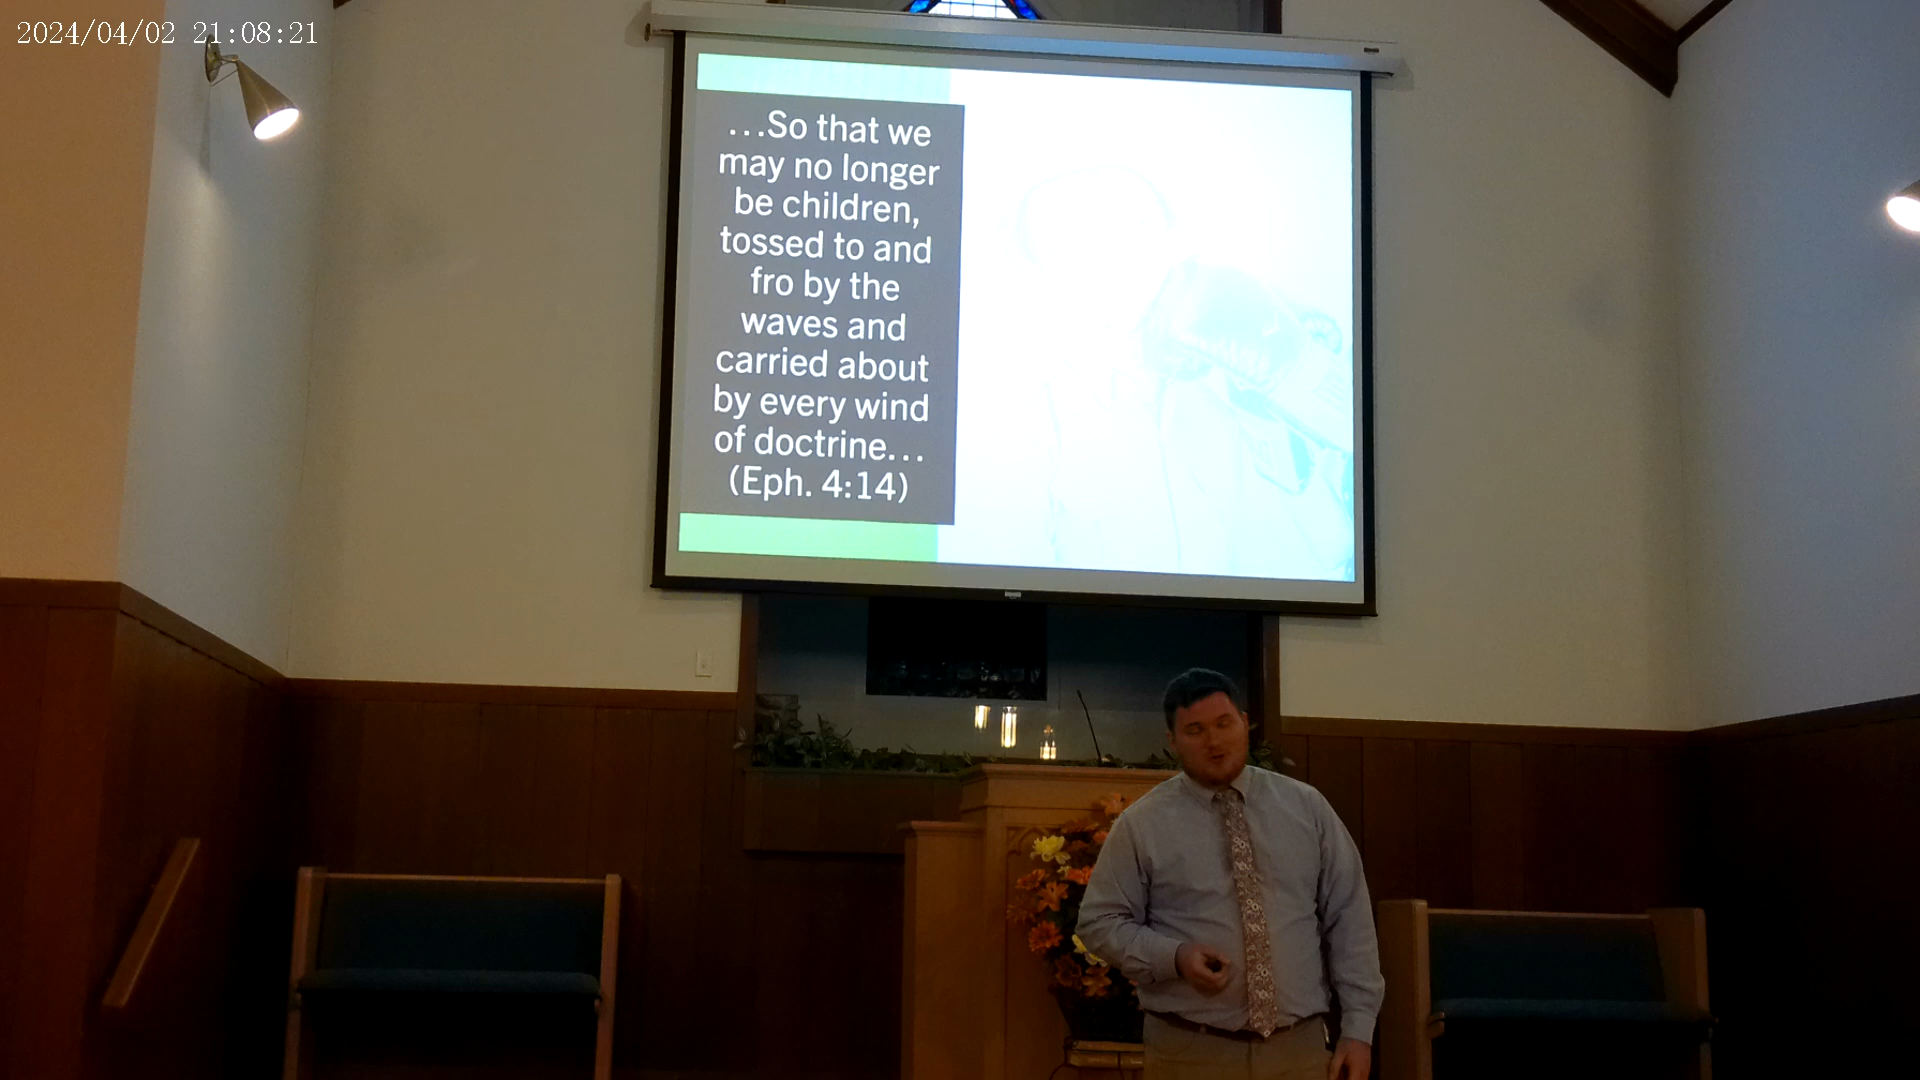 2024/04/02 21:08:21
...So that we
may no longer
be children,
tossed to and
fro by the
waves and
carried about
by every wind
of doctrine...
(Eph. 4:14)